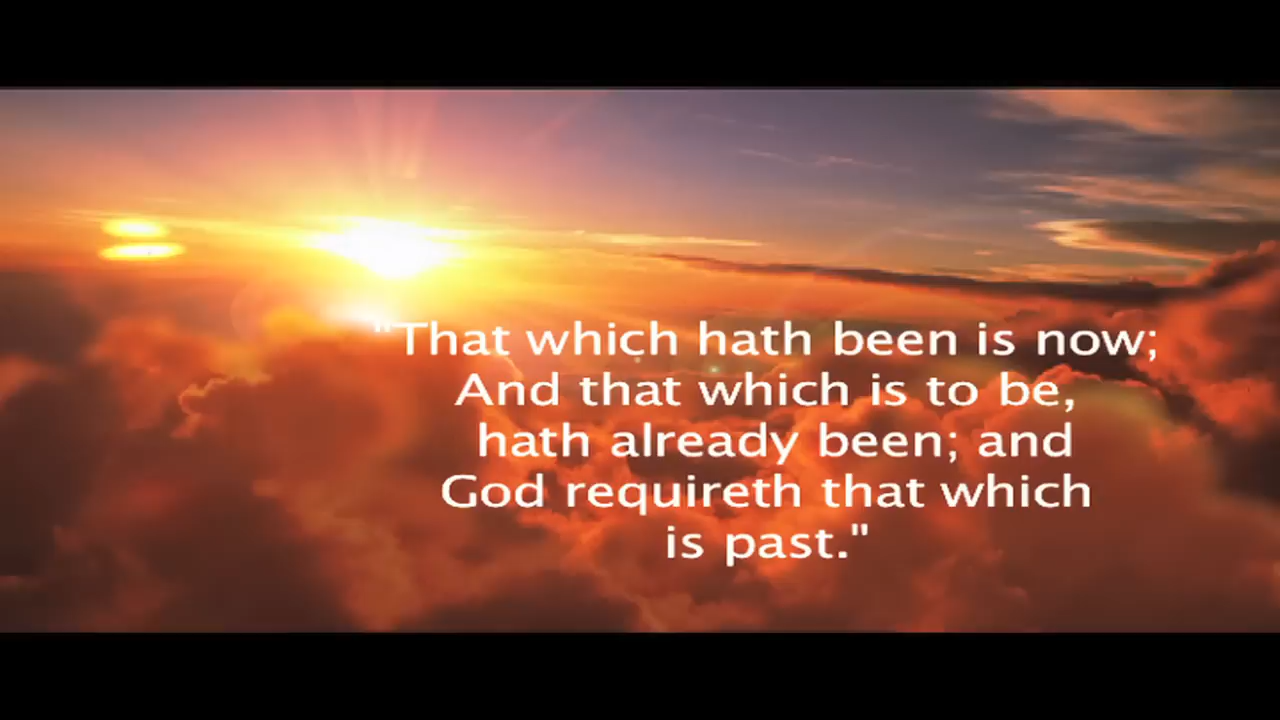 "That which hath been is now;
And that which is to be,
hath already been; and
God requireth that which
is past."